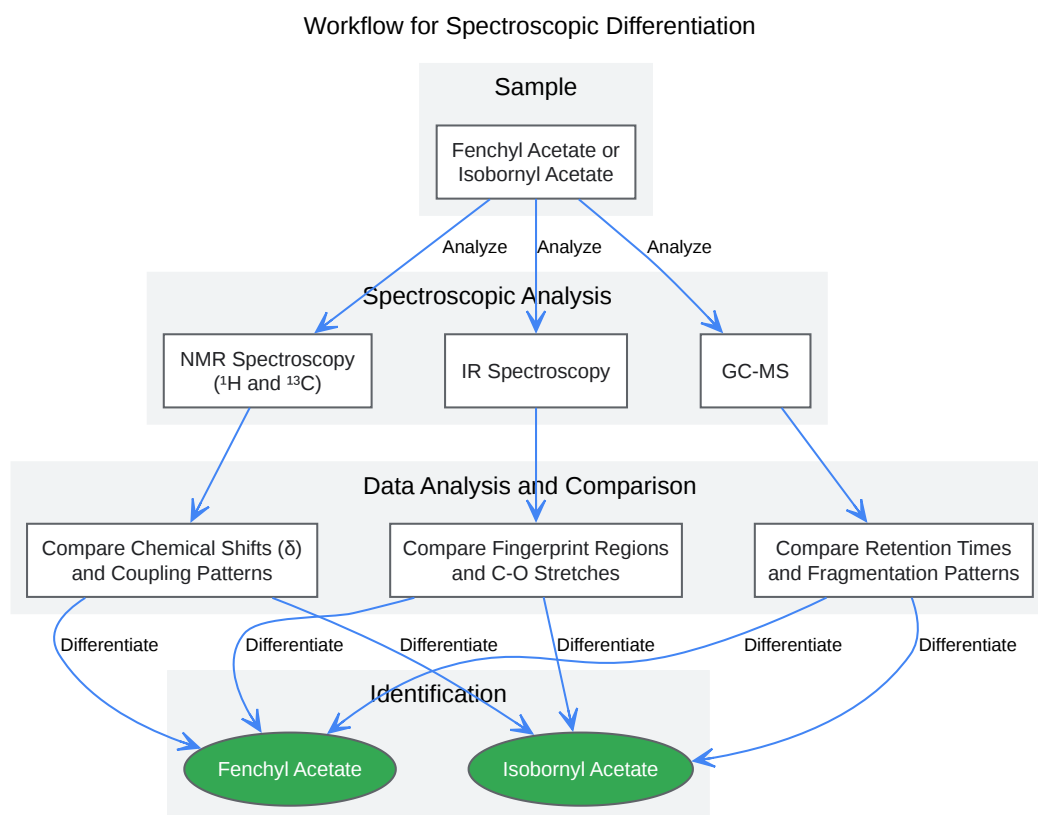 Workflow for Spectroscopic Differentiation
Sample
Fenchyl Acetate or
Isobornyl Acetate
Analyze
Analyze
Analyze
Spectroscopic Analysis
NMR Spectroscopy
(¹H and ¹³C)
IR Spectroscopy
GC-MS
Data Analysis and Comparison
Compare Chemical Shifts (δ)
and Coupling Patterns
Compare Fingerprint Regions
and C-O Stretches
Compare Retention Times
and Fragmentation Patterns
Differentiate
Differentiate
Differentiate
Differentiate
Differentiate
Differentiate
Identification
Fenchyl Acetate
Isobornyl Acetate